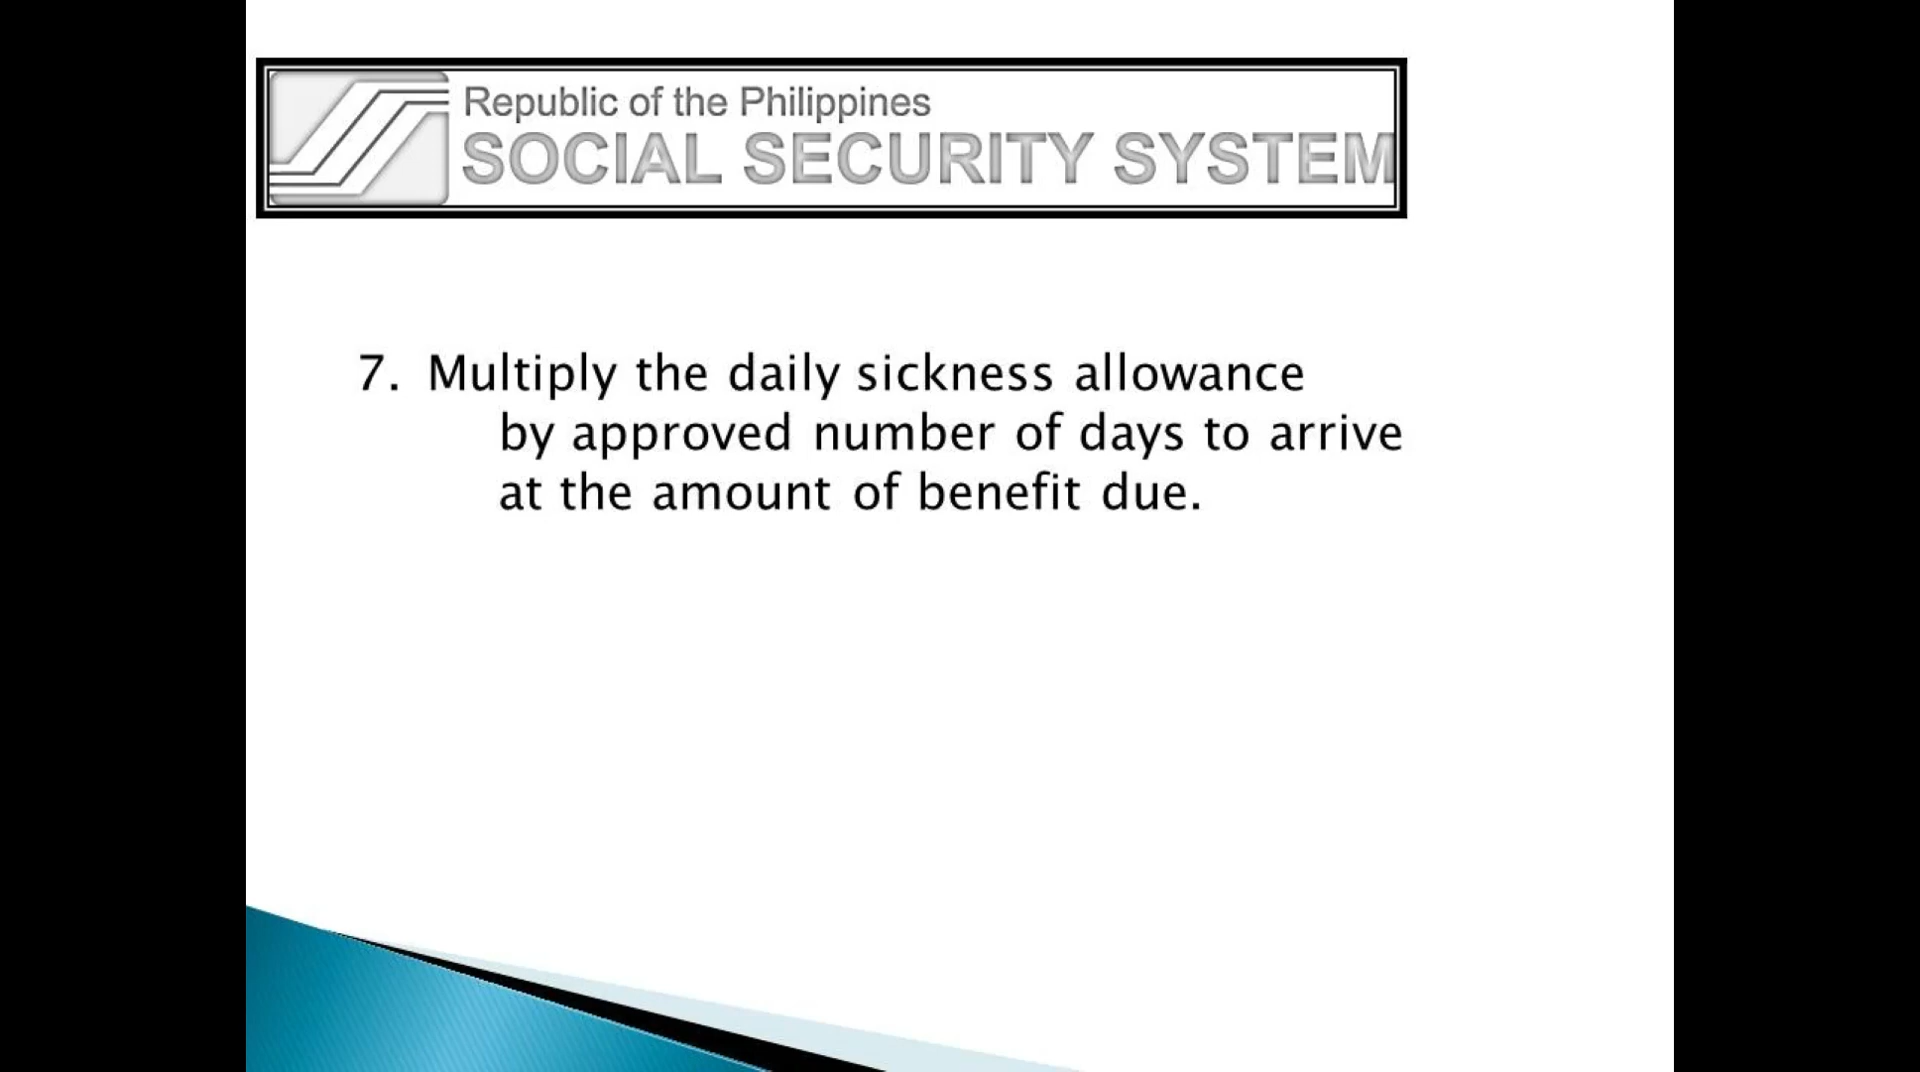 Republic of the Philippines
SOCIAL SECURITY SYSTEM
7. Multiply the daily sickness allowance
by approved number of days to arrive
at the amount of benefit due.